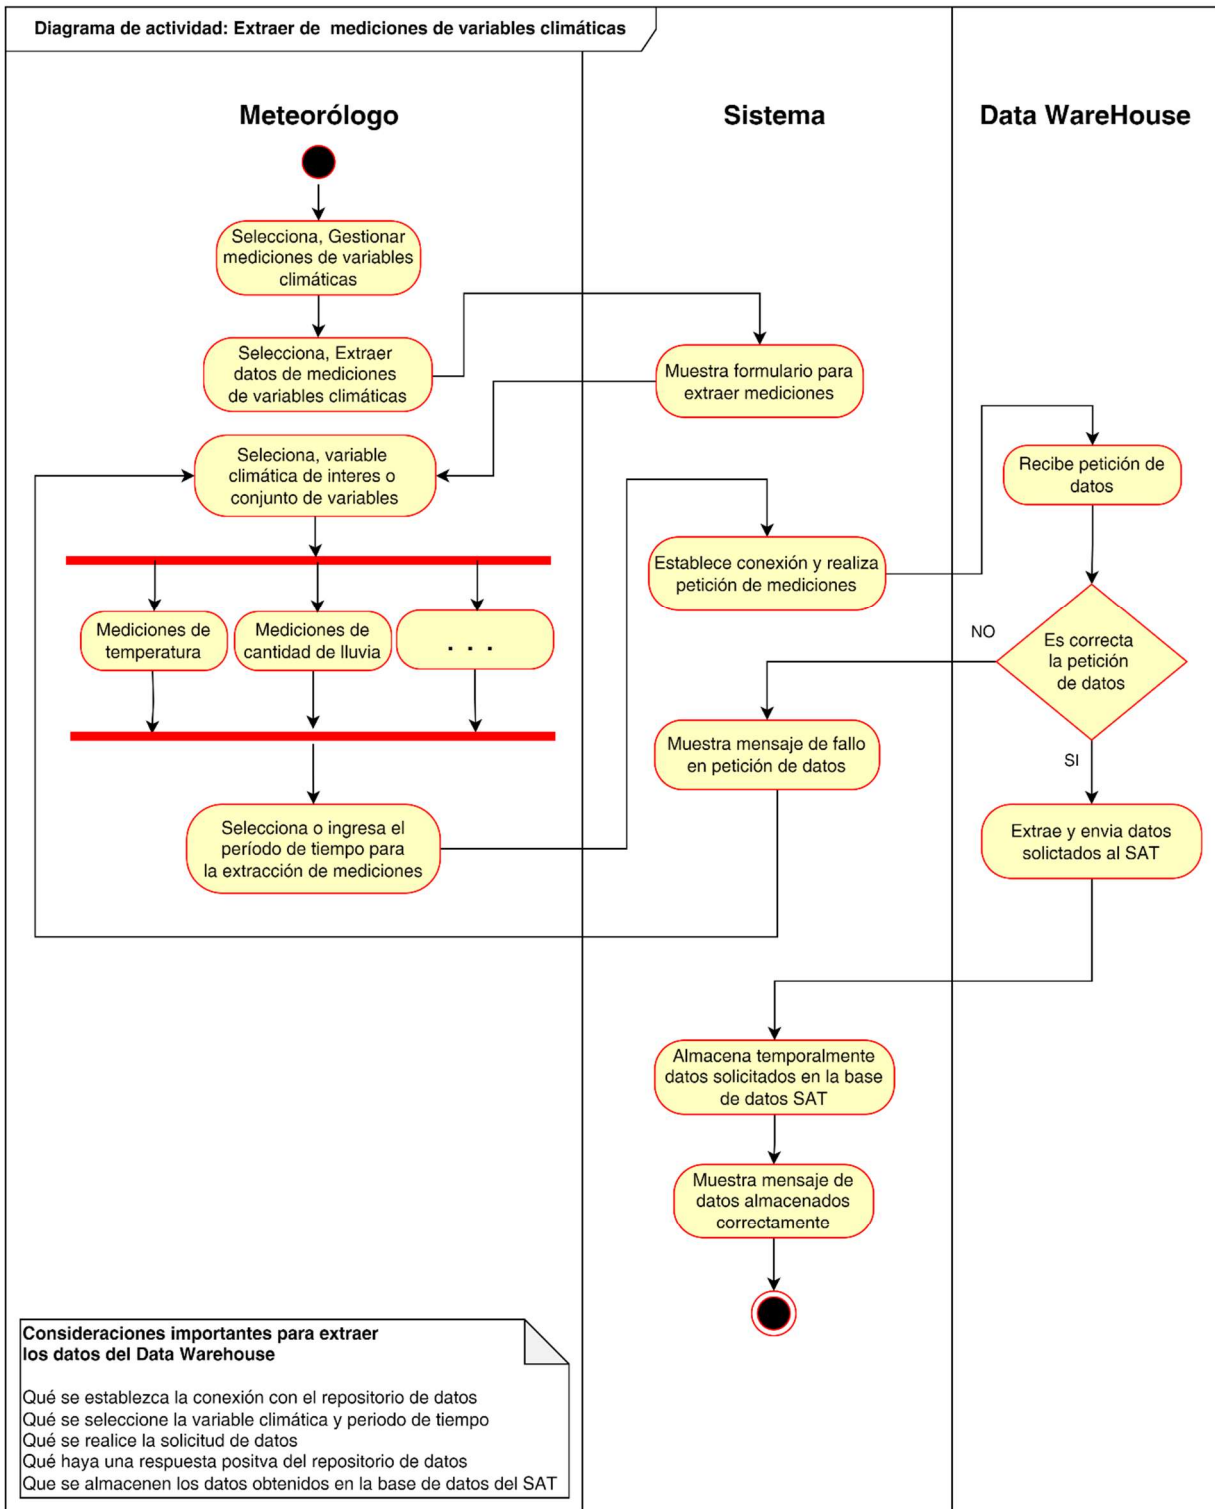 Diagrama de actividad: Extraer de mediciones de variables climáticas
Meteorólogo
Sistema
Data WareHouse
Selecciona, Gestionar
mediciones de variables
climáticas
Selecciona, Extraer
datos de mediciones
de variables climáticas
Muestra formulario para
extraer mediciones
Seleciona, variable
climática de interes o
conjunto de variables
Recibe petición de
datos
Establece conexión y realiza
petición de mediciones
Mediciones de
temperatura
Mediciones de
cantidad de lluvia
. . .
NO
Es correcta
la petición
de datos
Muestra mensaje de fallo
en petición de datos
SI
Selecciona o ingresa el
período de tiempo para
la extracción de mediciones
Extrae y envia datos
solictados al SAT
Almacena temporalmente
datos solicitados en la base
de datos SAT
Muestra mensaje de
datos almacenados
correctamente
Consideraciones importantes para extraer
los datos del Data Warehouse
Qué se establezca la conexión con el repositorio de datos
Qué se seleccione la variable climática y periodo de tiempo
Qué se realice la solicitud de datos
Qué haya una respuesta positva del repositorio de datos
Que se almacenen los datos obtenidos en la base de datos del SAT